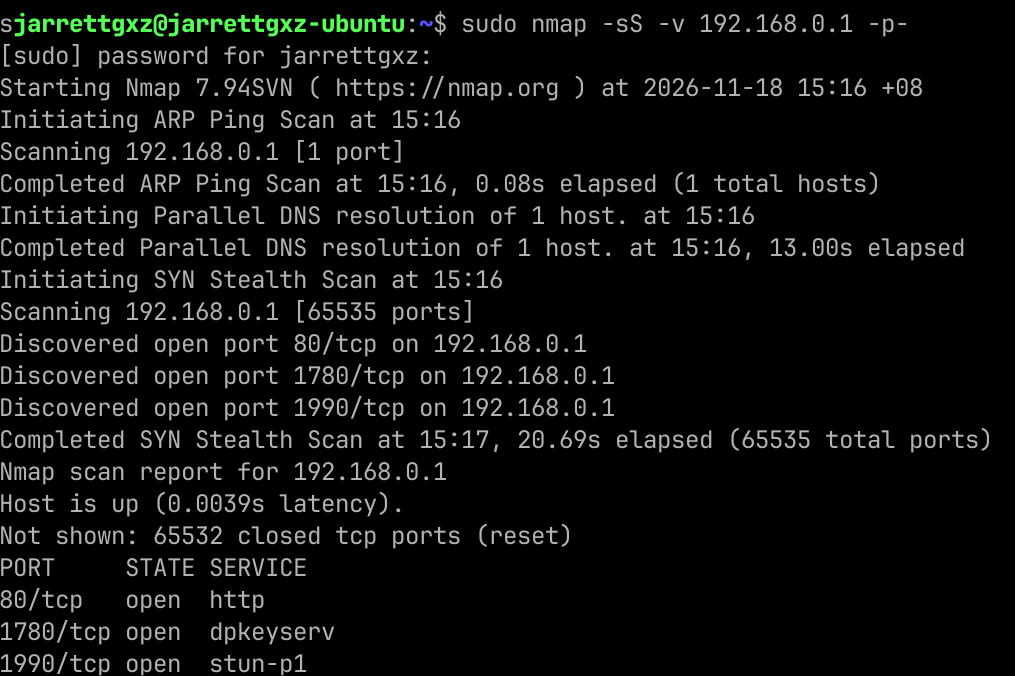 sjarrettgxz@jarrettgxz-ubuntu:~$ sudo nmap -sS -v 192.168.0.1 -p-
[sudo] password for jarrettgxz:
Starting Nmap 7.94SVN ( https://nmap.org ) at 2026-11-18 15:16 +08
Initiating ARP Ping Scan at 15:16
Scanning 192.168.0.1 [1 port]
Completed ARP Ping Scan at 15:16, 0.08s elapsed (1 total hosts)
Initiating Parallel DNS resolution of 1 host. at 15:16
Completed Parallel DNS resolution of 1 host. at 15:16, 13.00s elapsed
Initiating SYN Stealth Scan at 15:16
Scanning 192.168.0.1 [65535 ports]
Discovered open port 80/tcp on 192.168.0.1
Discovered open port 1780/tcp on 192.168.0.1
Discovered open port 1990/tcp on 192.168.0.1
Completed SYN Stealth Scan at 15:17, 20.69s elapsed (65535 total ports)
Nmap scan report for 192.168.0.1
Host is up (0.0039s latency).
Not shown: 65532 closed tcp ports (reset)
PORT     STATE SERVICE
80/tcp   open  http
1780/tcp open  dpkeyserv
1990/tcp open  stun-p1